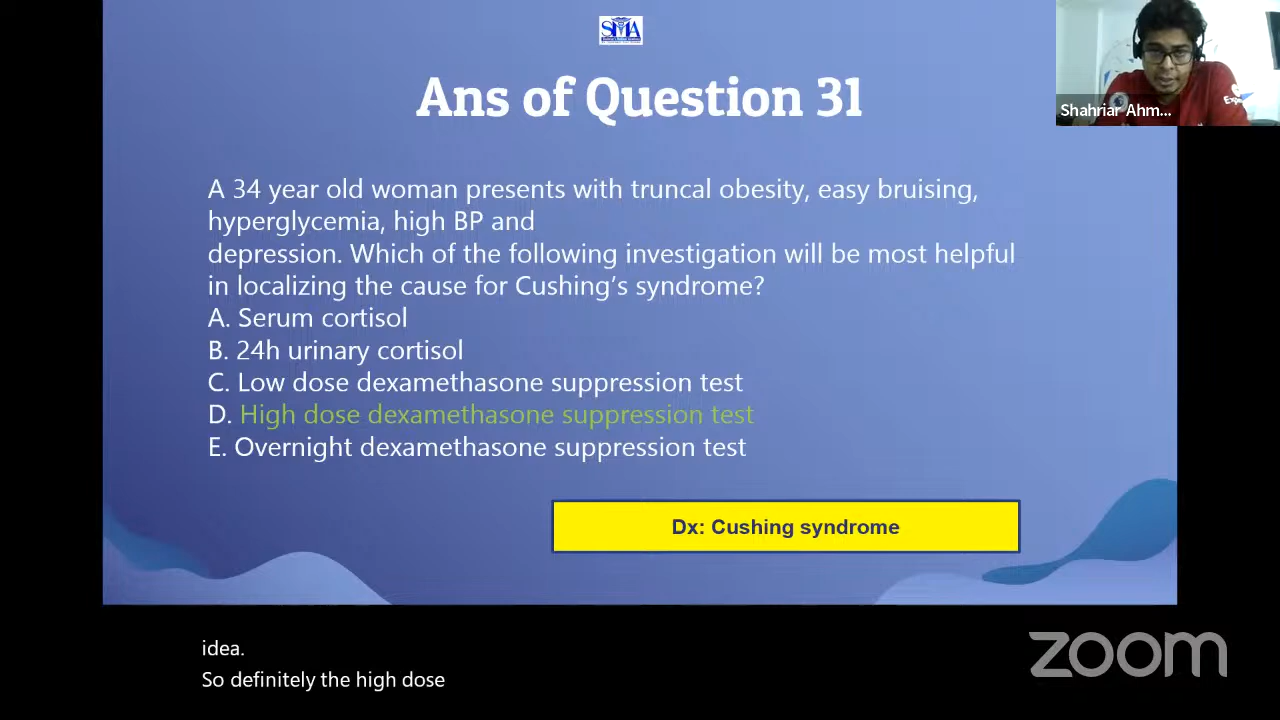 SMA
Ans of Question 31
Shahriar Ahm...
A 34 year old woman presents with truncal obesity, easy bruising,
hyperglycemia, high BP and
depression. Which of the following investigation will be most helpful
in localizing the cause for Cushing’s syndrome?
A. Serum cortisol
B. 24h urinary cortisol
C. Low dose dexamethasone suppression test
D. High dose dexamethasone suppression test
E. Overnight dexamethasone suppression test
Dx: Cushing syndrome
idea.
So definitely the high dose
zoom